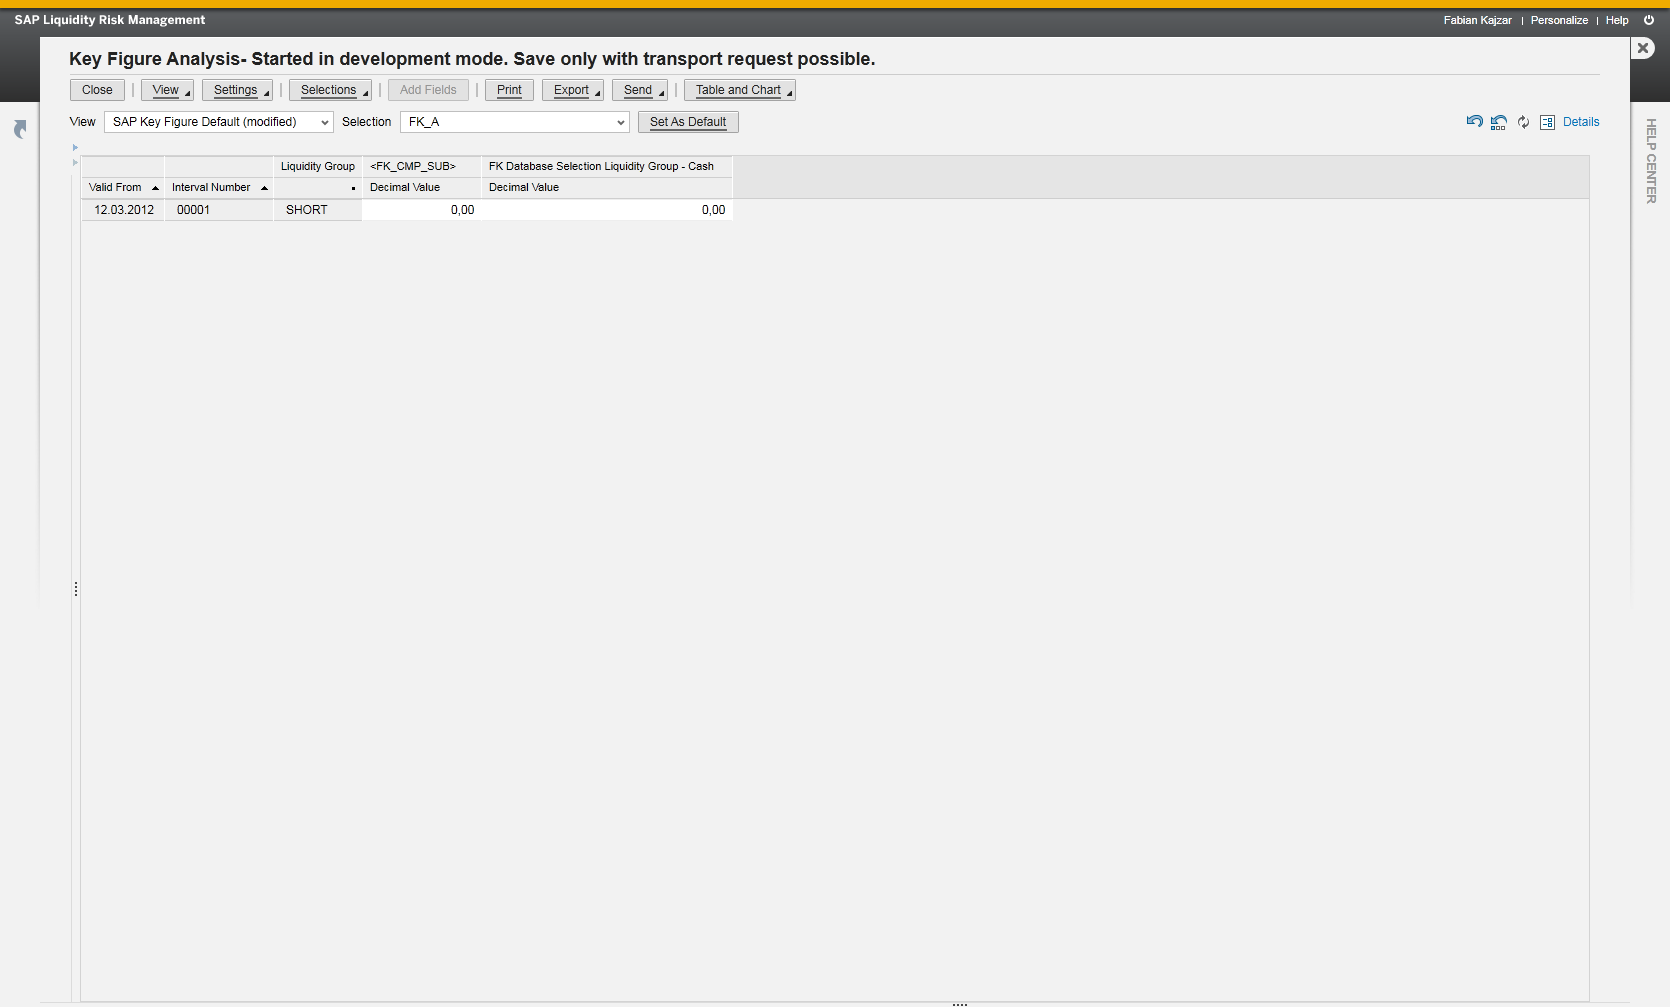 SAP Liquidity Risk Management
Fabian Kajzar | Personalize | Help
Key Figure Analysis- Started in development mode. Save only with transport request possible.
Close | View Settings | Selections | Add Fields | Print Export Send | Table and Chart
View SAP Key Figure Default (modified) Selection FK_A Set As Default Details
HELP CENTER
Liquidity Group <FK_CMP_SUB> FK Database Selection Liquidity Group - Cash
Valid From Interval Number Decimal Value Decimal Value
12.03.2012 00001 SHORT 0,00 0,00